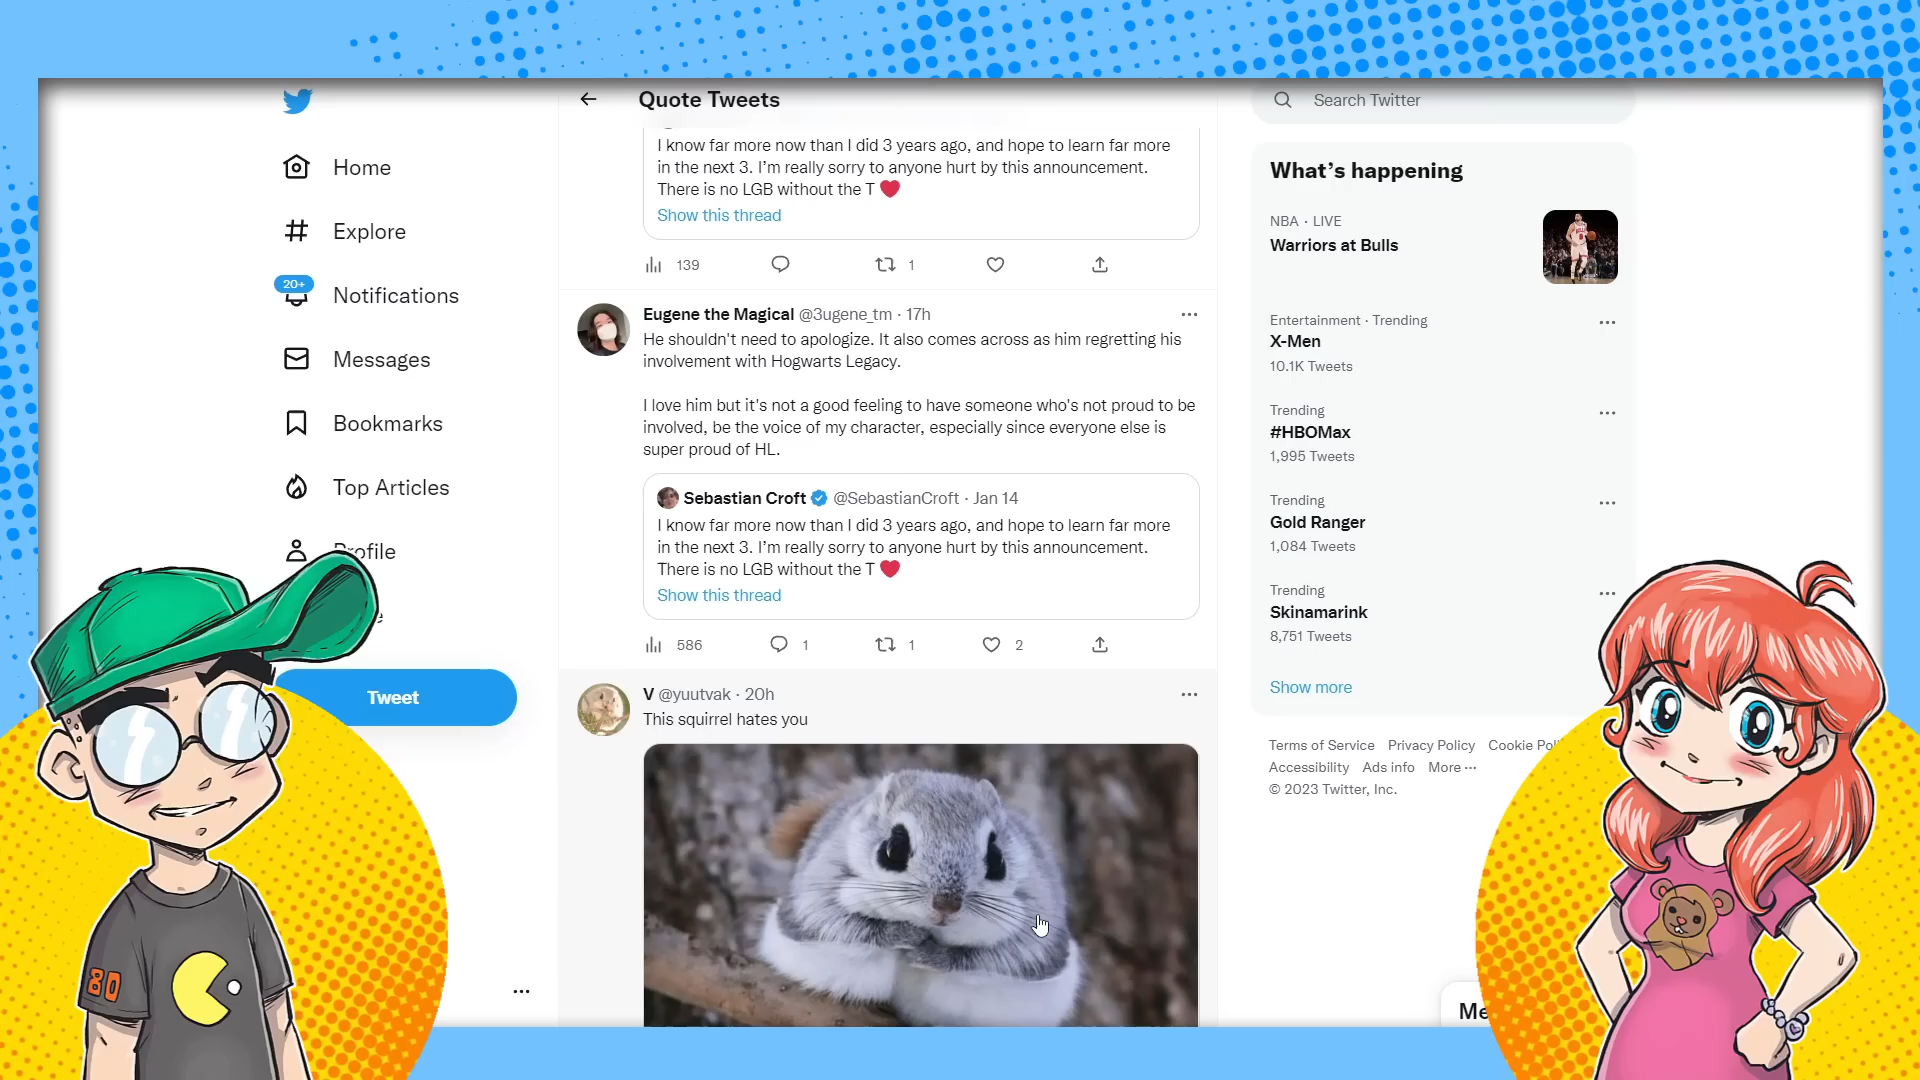 Quote Tweets
Search Twitter
Home
Explore
20+
Notifications
Messages
Bookmarks
Top Articles
Profile
Tweet
I know far more now than I did 3 years ago, and hope to learn far more
in the next 3. I’m really sorry to anyone hurt by this announcement.
There is no LGB without the T ❤️
Show this thread
139
1
Eugene the Magical @3ugene_tm · 17h
He shouldn't need to apologize. It also comes across as him regretting his
involvement with Hogwarts Legacy.
I love him but it's not a good feeling to have someone who's not proud to be
involved, be the voice of my character, especially since everyone else is
super proud of HL.
Sebastian Croft @SebastianCroft · Jan 14
I know far more now than I did 3 years ago, and hope to learn far more
in the next 3. I’m really sorry to anyone hurt by this announcement.
There is no LGB without the T ❤️
Show this thread
586
1
1
2
V @yuutvak · 20h
This squirrel hates you
What’s happening
NBA · LIVE
Warriors at Bulls
Entertainment · Trending
X-Men
10.1K Tweets
Trending
#HBOMax
1,995 Tweets
Trending
Gold Ranger
1,084 Tweets
Trending
Skinamarink
8,751 Tweets
Show more
Terms of Service Privacy Policy Cookie
Accessibility Ads info More ···
© 2023 Twitter, Inc.
80